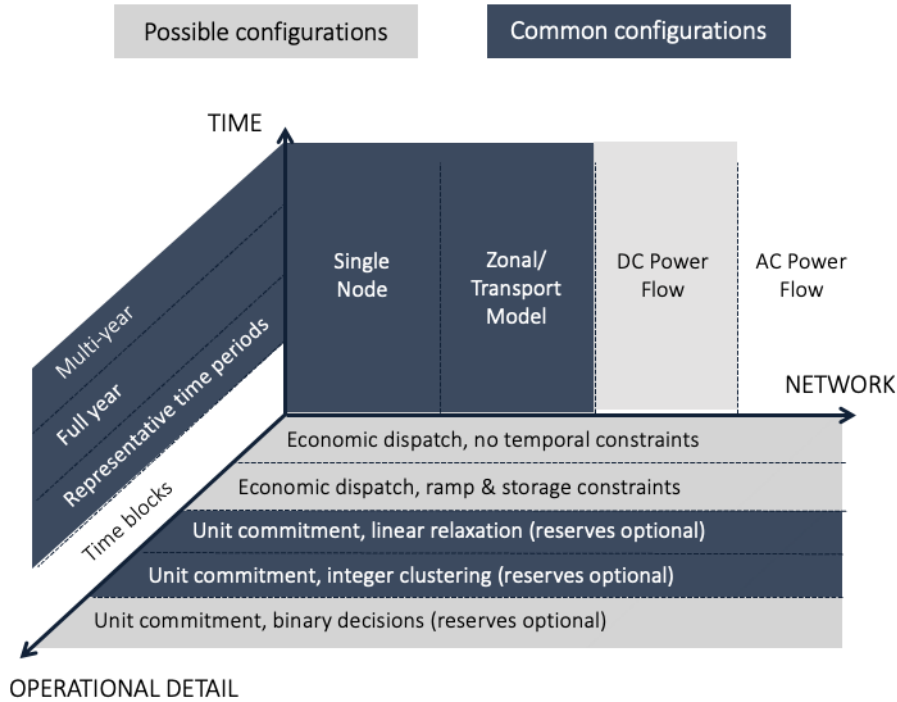 Possible configurations
Common configurations
TIME
Single
Node
Zonal/
Transport
Model
DC Power
Flow
AC Power
Flow
Multi-year
Full year
Representative time periods
Time blocks
NETWORK
Economic dispatch, no temporal constraints
Economic dispatch, ramp & storage constraints
Unit commitment, linear relaxation (reserves optional)
Unit commitment, integer clustering (reserves optional)
Unit commitment, binary decisions (reserves optional)
OPERATIONAL DETAIL